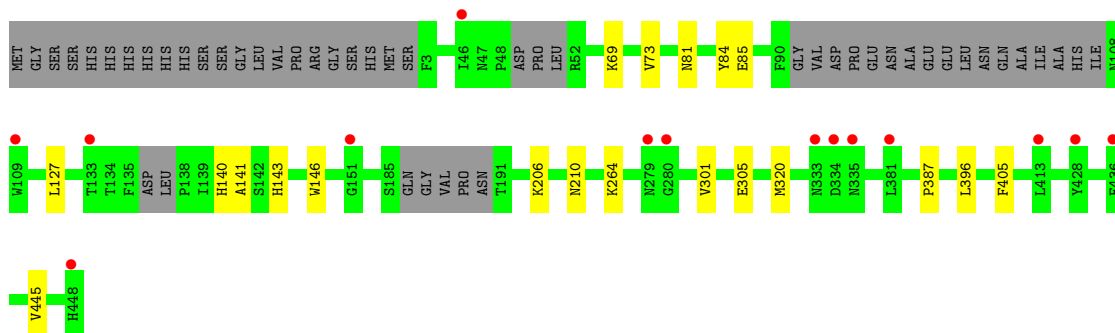 MET GLY SER SER HIS HIS HIS HIS HIS HIS SER SER GLY LEU VAL PRO ARG GLY SER HIS MET SER F3 I46 N47 P48 ASP PRO LEU R52 K69 V73 N81 Y84 E85 F90 GLY VAL ASP PRO GLU ASN ALA GLU GLU LEU ASN GLN ALA ILE ALA HIS ILE N108
W109 L127 T133 T134 F135 ASP LEU P138 I139 H140 A141 S142 H143 W146 G151 S185 GLN GLY VAL PRO ASN T191 K206 N210 K264 N279 G280 V301 E305 M320 N333 D334 N335 L381 P387 L396 F405 L413 Y428 E436
V445 H448